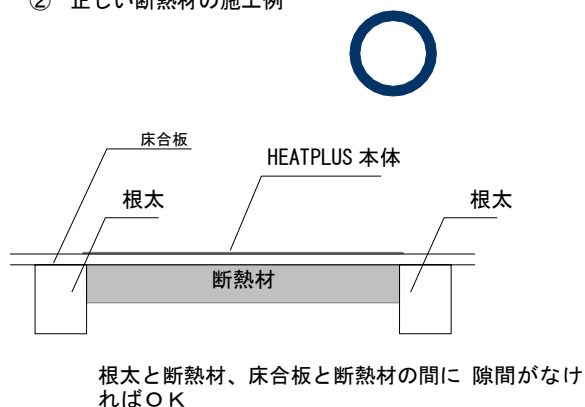 ② 正しい断熱材の施工例
床合板
HEATPLUS 本体
根太
根太
断熱材
根太と断熱材、床合板と断熱材の間に 隙間がなけ
ればＯＫ